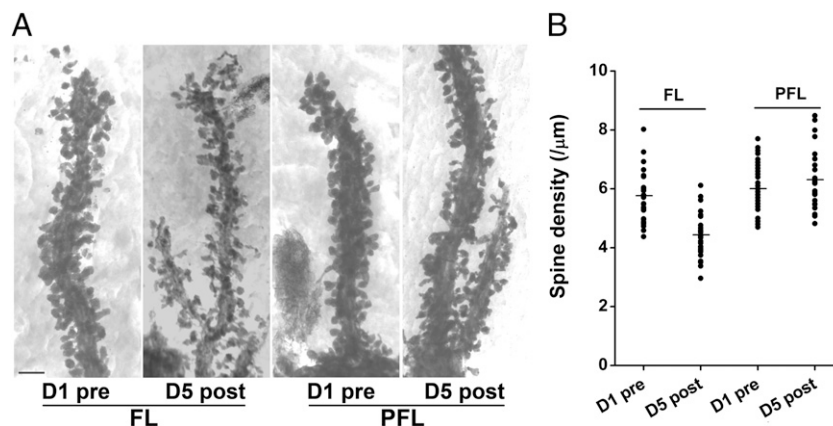 A
D1 pre D5 post D1 pre D5 post
FL PFL
B
Spine density (/μm)
10
8
6
4
2
0
FL PFL
D1 pre D5 post D1 pre D5 post